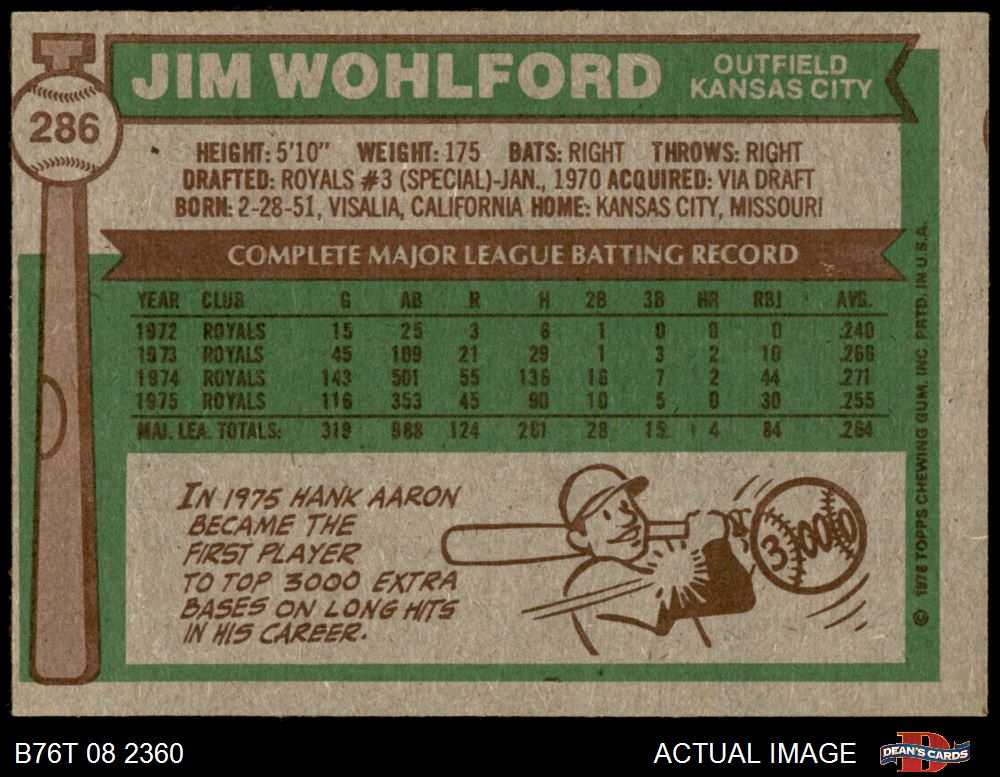 JIM WOHLFORD
OUTFIELD
KANSAS CITY
286
HEIGHT: 5'10" WEIGHT: 175 BATS: RIGHT THROWS: RIGHT
DRAFTED: ROYALS #3 (SPECIAL)-JAN., 1970 ACQUIRED: VIA DRAFT
BORN: 2-28-51, VISALIA, CALIFORNIA HOME: KANSAS CITY, MISSOURI
COMPLETE MAJOR LEAGUE BATTING RECORD
YEAR CLUB G AB R H 2B 3B HR RBI AVG.
1972 ROYALS 15 25 3 6 1 0 0 0 .240
1973 ROYALS 45 109 21 29 1 3 2 10 .266
1974 ROYALS 143 501 55 136 16 7 2 44 .271
1975 ROYALS 116 353 45 90 10 5 0 30 .255
MAJ. LEA. TOTALS: 319 988 124 261 28 15 4 84 .264
IN 1975 HANK AARON
BECAME THE
FIRST PLAYER
TO TOP 3000 EXTRA
BASES ON LONG HITS
IN HIS CAREER.
3000
© 1976 TOPPS CHEWING GUM, INC PRTD. IN U.S.A.
B76T 08 2360
ACTUAL IMAGE
DEAN'S CARDS